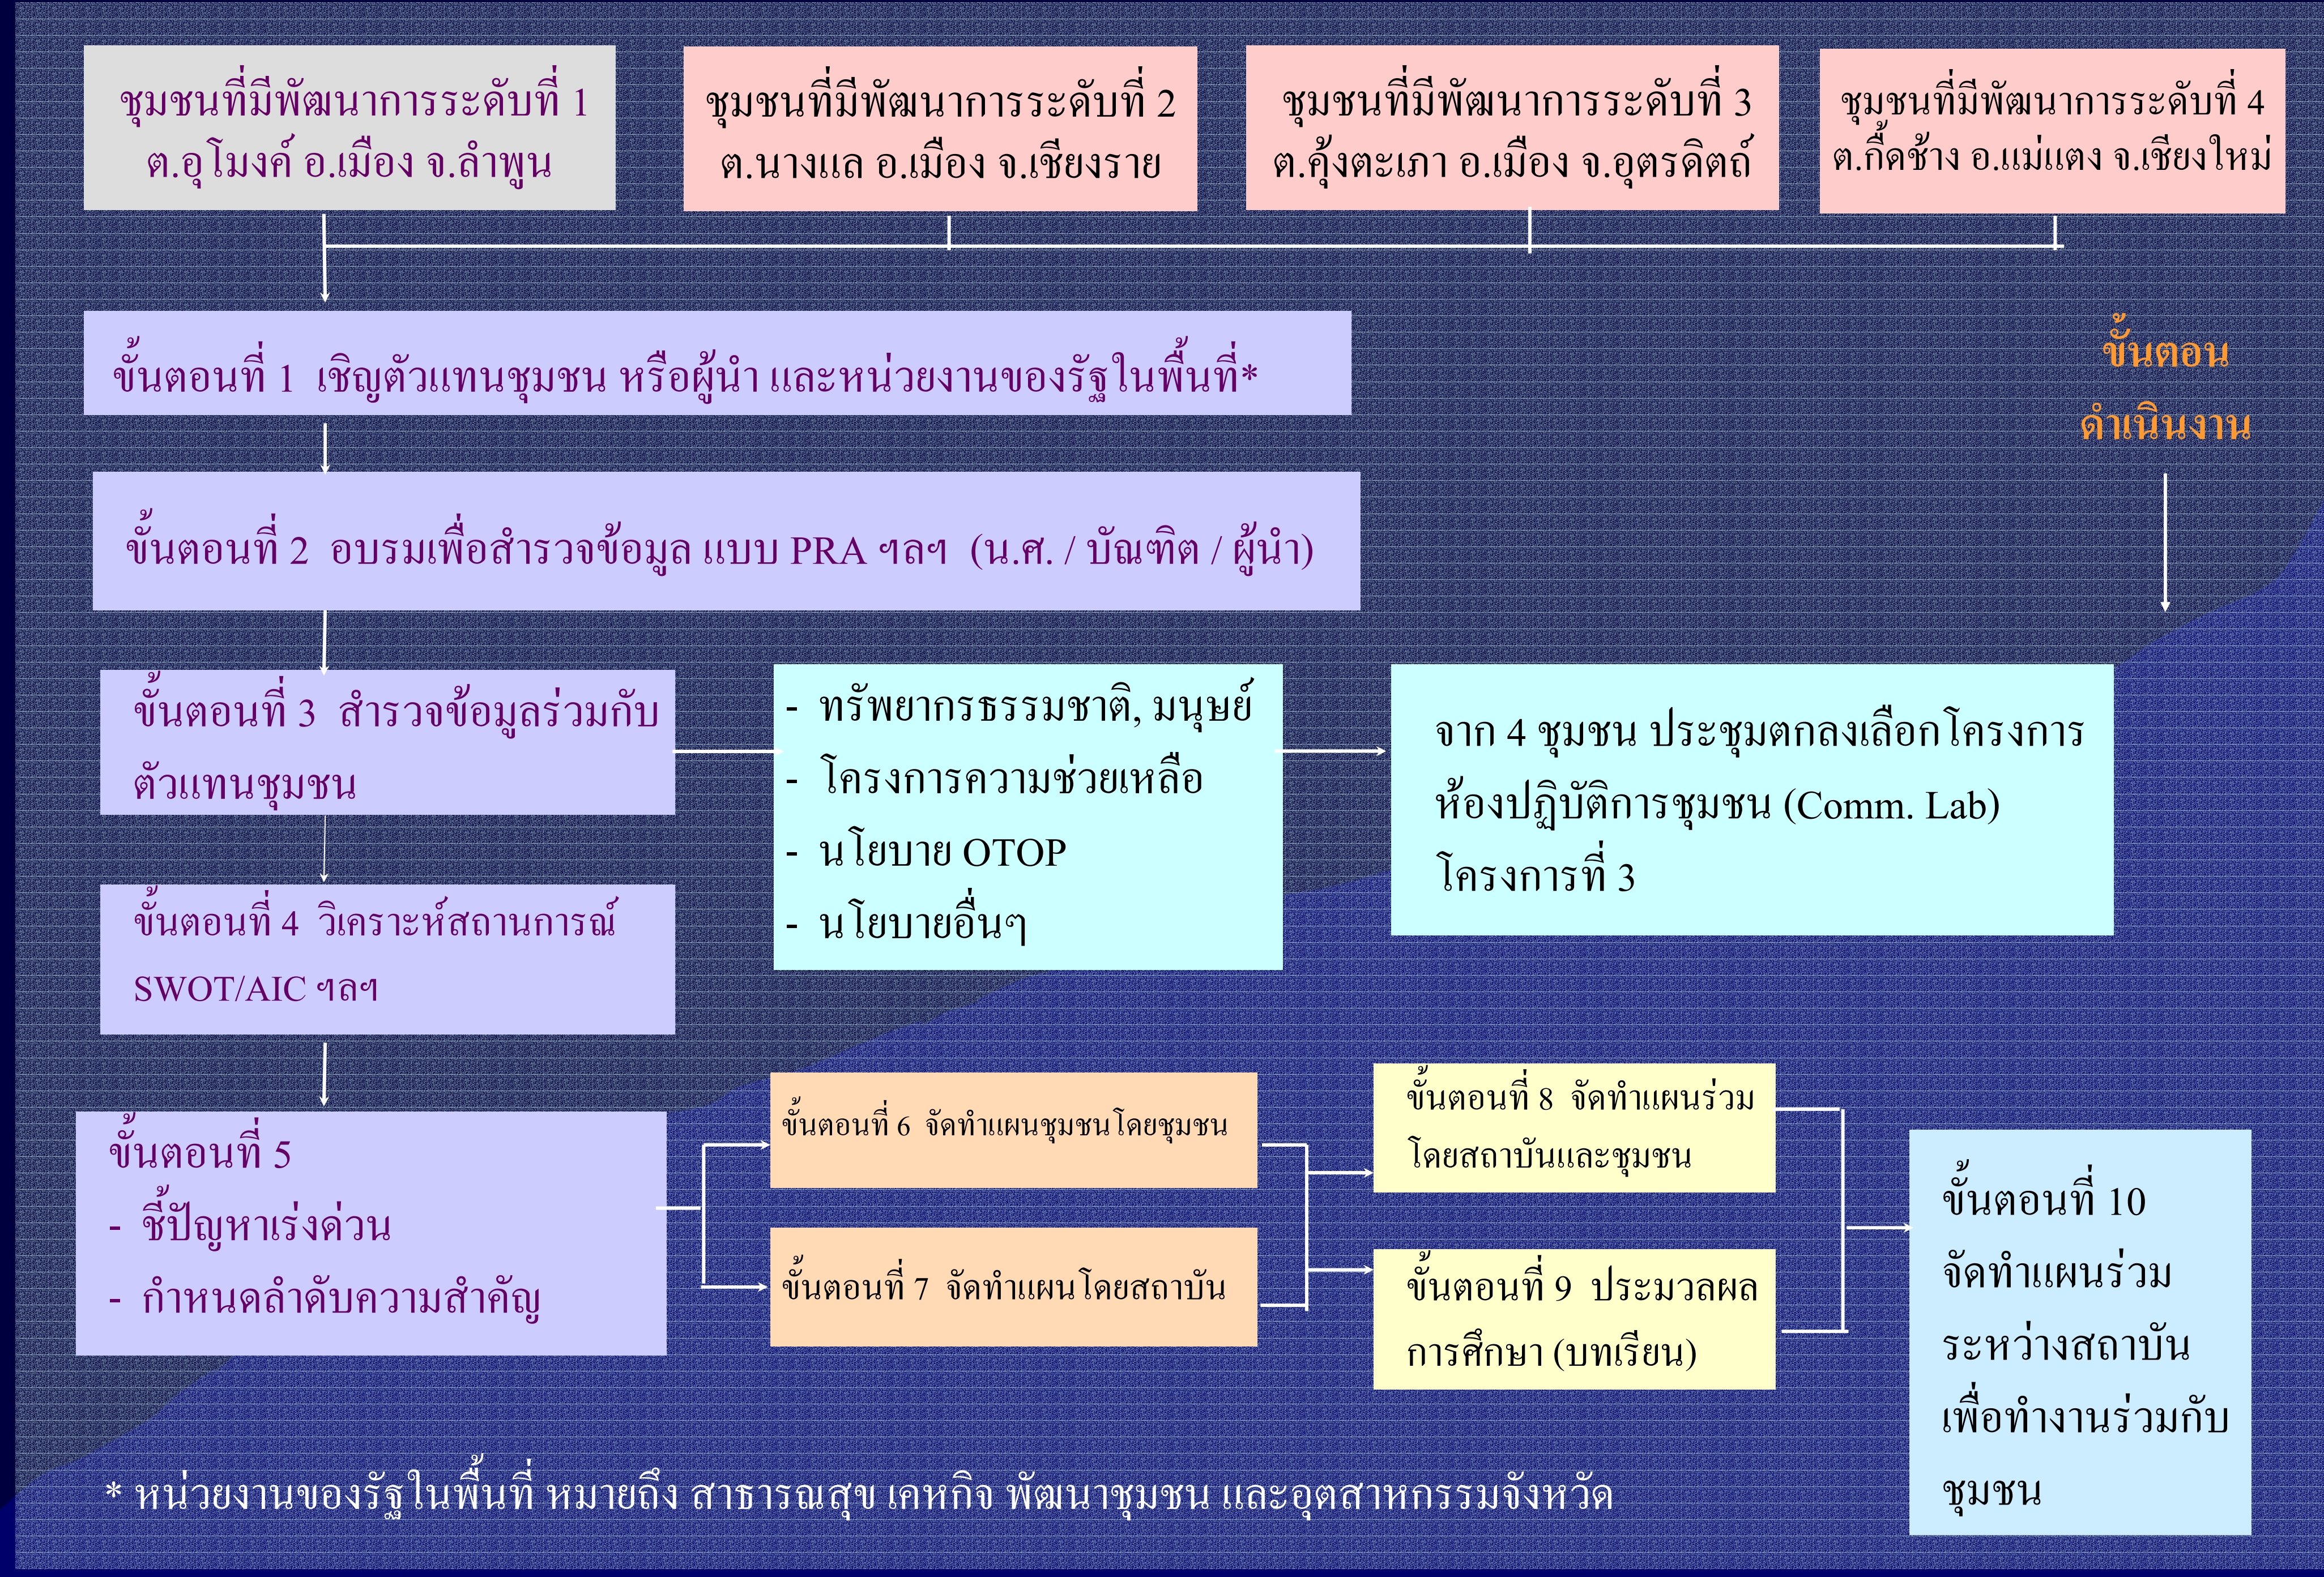 ชุมชนที่มีพัฒนาการระดับที่ 1
ต.อุโมงค์ อ.เมือง จ.ลำพูน
ชุมชนที่มีพัฒนาการระดับที่ 2
ต.นางแล อ.เมือง จ.เชียงราย
ชุมชนที่มีพัฒนาการระดับที่ 3
ต.คุ้งตะเภา อ.เมือง จ.อุตรดิตถ์
ชุมชนที่มีพัฒนาการระดับที่ 4
ต.กื้ดช้าง อ.แม่แตง จ.เชียงใหม่
ขั้นตอนที่ 1 เชิญตัวแทนชุมชน หรือผู้นำ และหน่วยงานของรัฐในพื้นที่*
ขั้นตอน
ดำเนินงาน
ขั้นตอนที่ 2 อบรมเพื่อสำรวจข้อมูล แบบ PRA ฯลฯ (น.ศ. / บัณฑิต / ผู้นำ)
ขั้นตอนที่ 3 สำรวจข้อมูลร่วมกับ
ตัวแทนชุมชน
- ทรัพยากรธรรมชาติ, มนุษย์
- โครงการความช่วยเหลือ
- นโยบาย OTOP
- นโยบายอื่นๆ
จาก 4 ชุมชน ประชุมตกลงเลือกโครงการ
ห้องปฏิบัติการชุมชน (Comm. Lab)
โครงการที่ 3
ขั้นตอนที่ 4 วิเคราะห์สถานการณ์
SWOT/AIC ฯลฯ
ขั้นตอนที่ 5
- ชี้ปัญหาเร่งด่วน
- กำหนดลำดับความสำคัญ
ขั้นตอนที่ 6 จัดทำแผนชุมชนโดยชุมชน
ขั้นตอนที่ 7 จัดทำแผนโดยสถาบัน
ขั้นตอนที่ 8 จัดทำแผนร่วม
โดยสถาบันและชุมชน
ขั้นตอนที่ 9 ประมวลผล
การศึกษา (บทเรียน)
ขั้นตอนที่ 10
จัดทำแผนร่วม
ระหว่างสถาบัน
เพื่อทำงานร่วมกับ
ชุมชน
* หน่วยงานของรัฐในพื้นที่ หมายถึง สาธารณสุข เคหกิจ พัฒนาชุมชน และอุตสาหกรรมจังหวัด